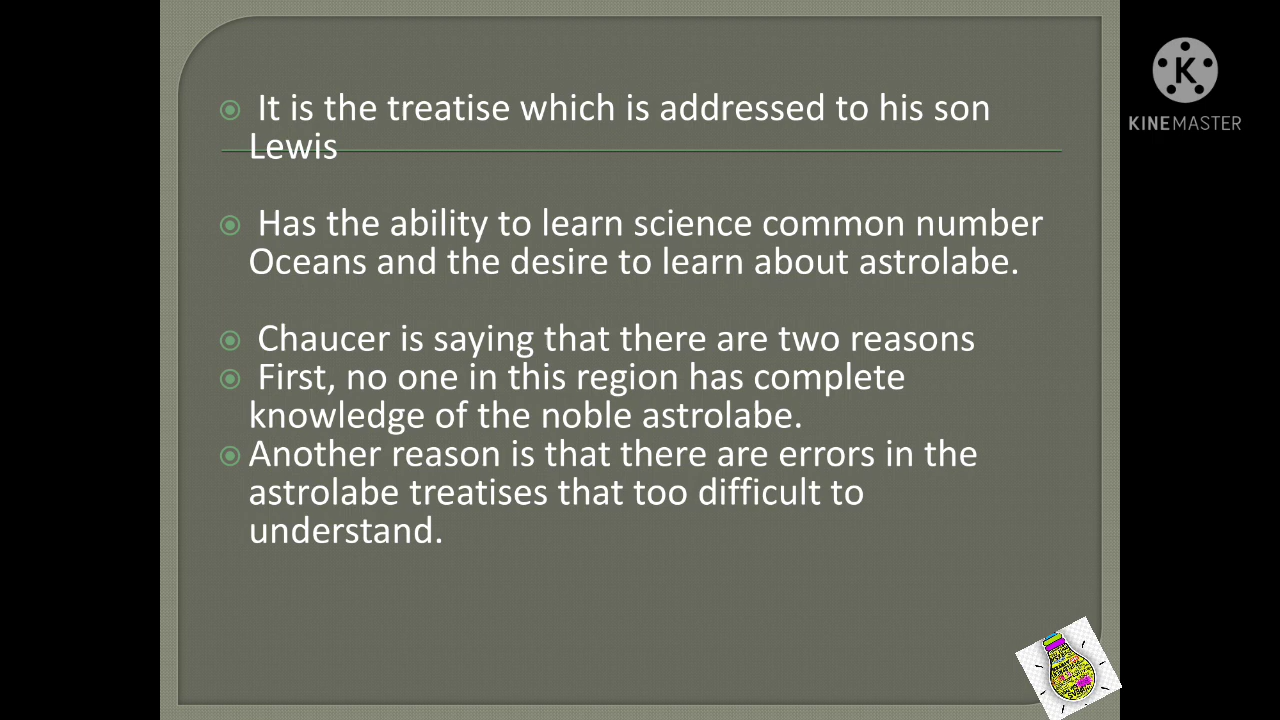 It is the treatise which is addressed to his son
Lewis
Has the ability to learn science common number
Oceans and the desire to learn about astrolabe.
Chaucer is saying that there are two reasons
First, no one in this region has complete
knowledge of the noble astrolabe.
Another reason is that there are errors in the
astrolabe treatises that too difficult to
understand.
K
KINEMASTER